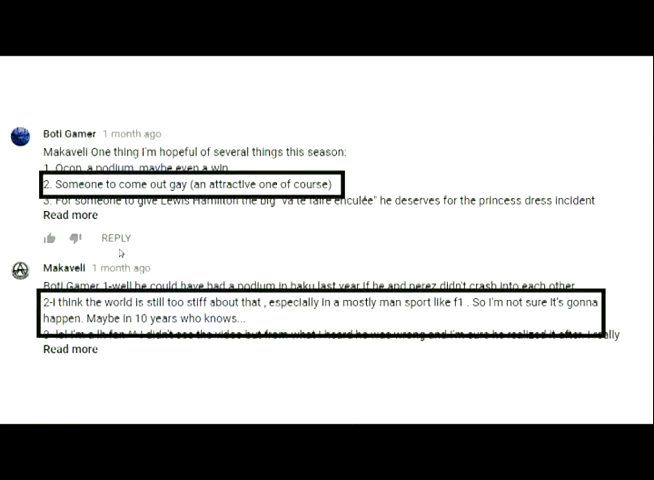 Boti Gamer 1 month ago
Makaveli One thing I'm hopeful of several things this season:
1. Ocon, a podium, maybe even a win
2. Someone to come out gay (an attractive one of course)
3. For someone to give Lewis Hamilton the big "va te faire enculée" he deserves for the princess dress incident
Read more
REPLY
Makaveli 1 month ago
Boti Gamer 1-well he could have had a podium in baku last year if he and perez didn't crash into each other
2-I think the world is still too stiff about that , especially in a mostly man sport like f1 . So I'm not sure it's gonna
happen. Maybe in 10 years who knows...
3- lol I'm a lh fan ^^ I didn't see the video but from what I heard he was wrong and I'm sure he realized it after. I really
Read more